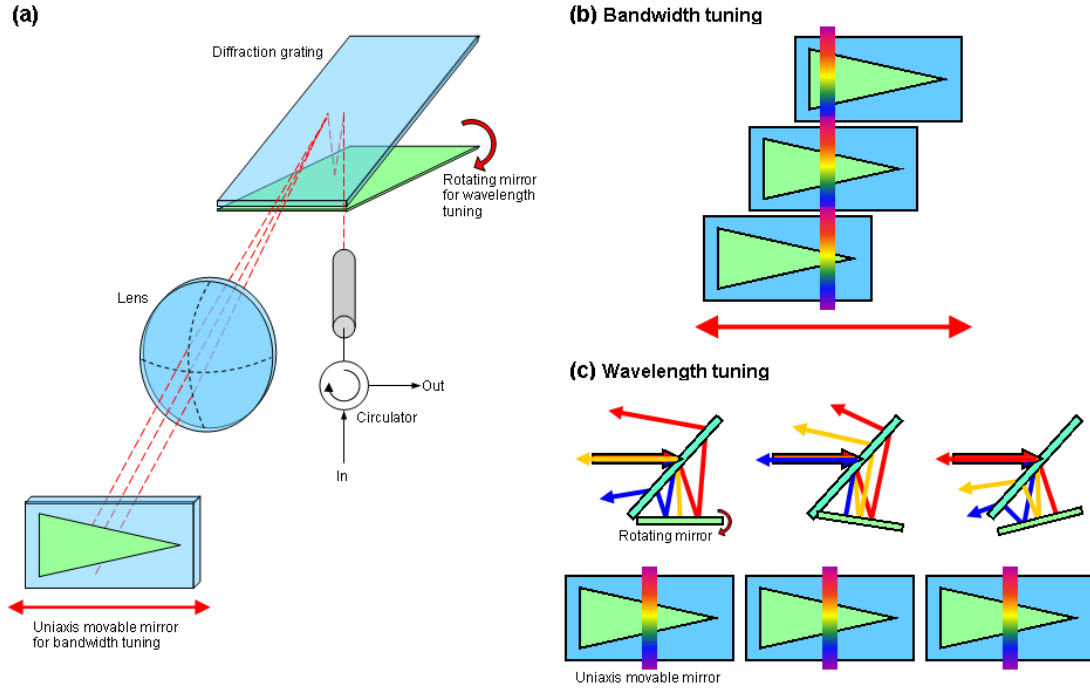 (a)
Diffraction grating
Rotating mirror
for wavelength
tuning
Lens
Out
Circulator
In
Uniaxis movable mirror
for bandwidth tuning
(b) Bandwidth tuning
(c) Wavelength tuning
Rotating mirror
Uniaxis movable mirror